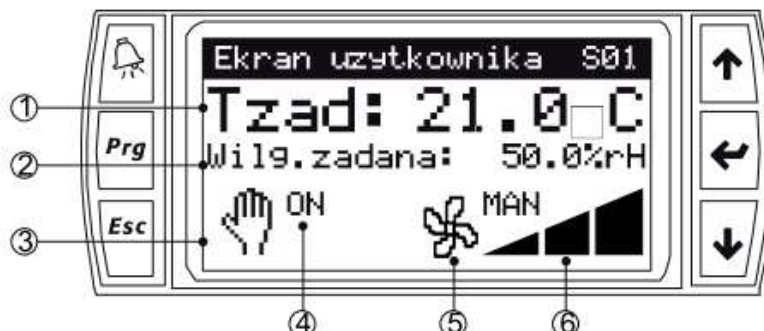 Ekran uzytkownika S01
① Tzad: 21.0□C
Prg
② Wilg.zadana: 50.0%rH
Esc
ON
MAN
③
④ ⑤ ⑥